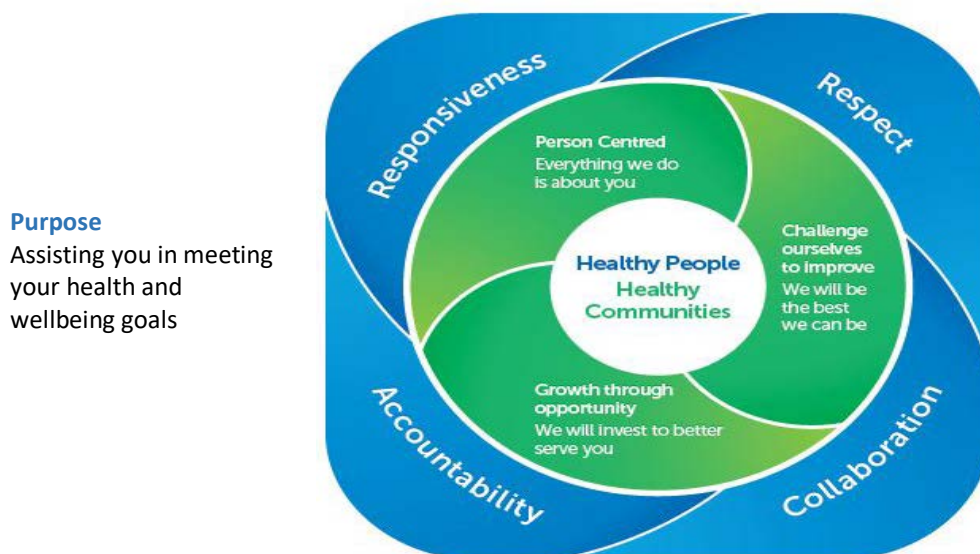 Purpose
Assisting you in meeting
your health and
wellbeing goals
Responsiveness
Respect
Person Centred
Everything we do
is about you
Challenge
ourselves
to improve
We will be
the best
we can be
Healthy People
Healthy
Communities
Growth through
opportunity
We will invest to better
serve you
Accountability
Collaboration